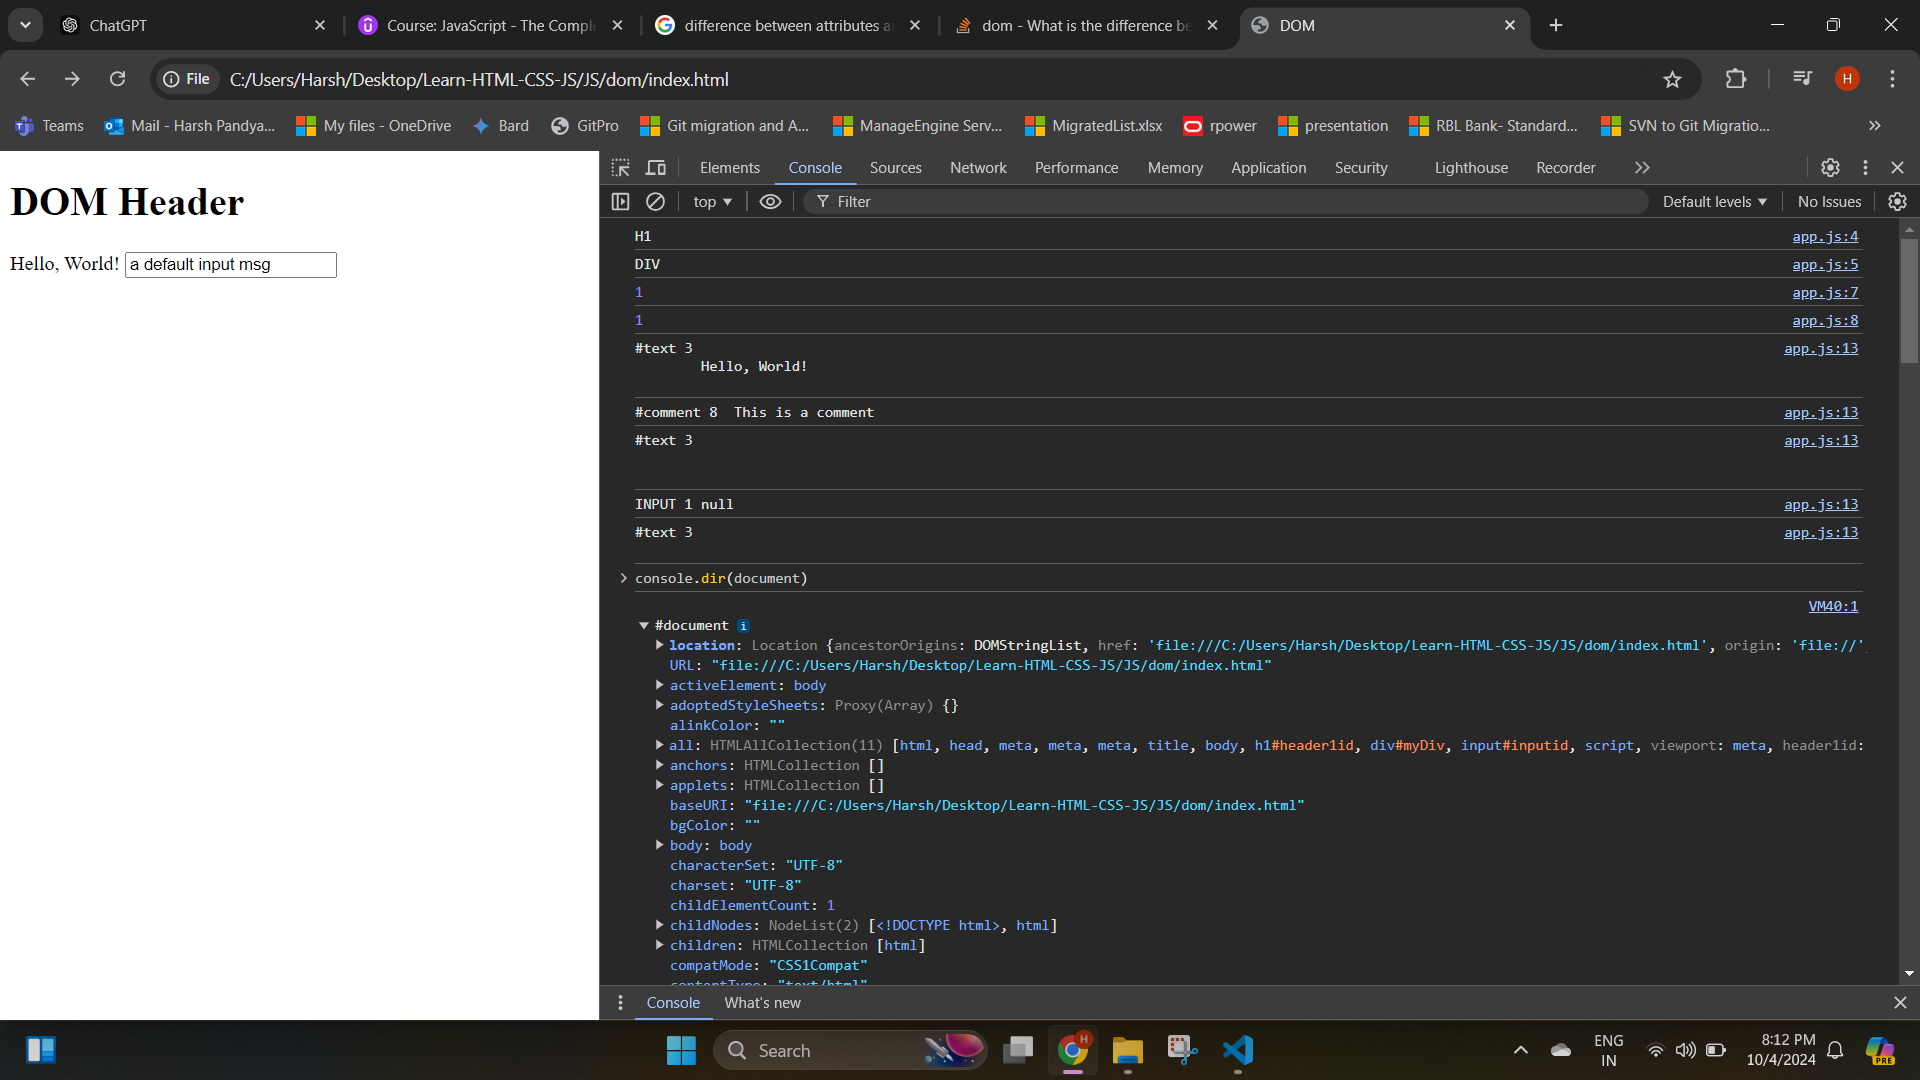 ChatGPT
Course: JavaScript - The Comple
difference between attributes a
dom - What is the difference be
DOM
File
C:/Users/Harsh/Desktop/Learn-HTML-CSS-JS/JS/dom/index.html
H
Teams
Mail - Harsh Pandya...
My files - OneDrive
Bard
GitPro
Git migration and A...
ManageEngine Serv...
MigratedList.xlsx
rpower
presentation
RBL Bank- Standard...
SVN to Git Migratio...
DOM Header
Hello, World! a default input msg
Elements Console Sources Network Performance Memory Application Security Lighthouse Recorder
top Filter Default levels No Issues
H1 app.js:4
DIV app.js:5
1 app.js:7
1 app.js:8
#text 3 app.js:13
Hello, World!
#comment 8  This is a comment app.js:13
#text 3 app.js:13
INPUT 1 null app.js:13
#text 3 app.js:13
console.dir(document)
VM40:1
#document i
location: Location {ancestorOrigins: DOMStringList, href: 'file:///C:/Users/Harsh/Desktop/Learn-HTML-CSS-JS/JS/dom/index.html', origin: 'file://'
URL: "file:///C:/Users/Harsh/Desktop/Learn-HTML-CSS-JS/JS/dom/index.html"
activeElement: body
adoptedStyleSheets: Proxy(Array) {}
alinkColor: ""
all: HTMLAllCollection(11) [html, head, meta, meta, meta, title, body, h1#header1id, div#myDiv, input#inputid, script, viewport: meta, header1id:
anchors: HTMLCollection []
applets: HTMLCollection []
baseURI: "file:///C:/Users/Harsh/Desktop/Learn-HTML-CSS-JS/JS/dom/index.html"
bgColor: ""
body: body
characterSet: "UTF-8"
charset: "UTF-8"
childElementCount: 1
childNodes: NodeList(2) [<!DOCTYPE html>, html]
children: HTMLCollection [html]
compatMode: "CSS1Compat"
contentType: "text/html"
Console What's new
Search
H
ENG
IN
8:12 PM
10/4/2024
PRE